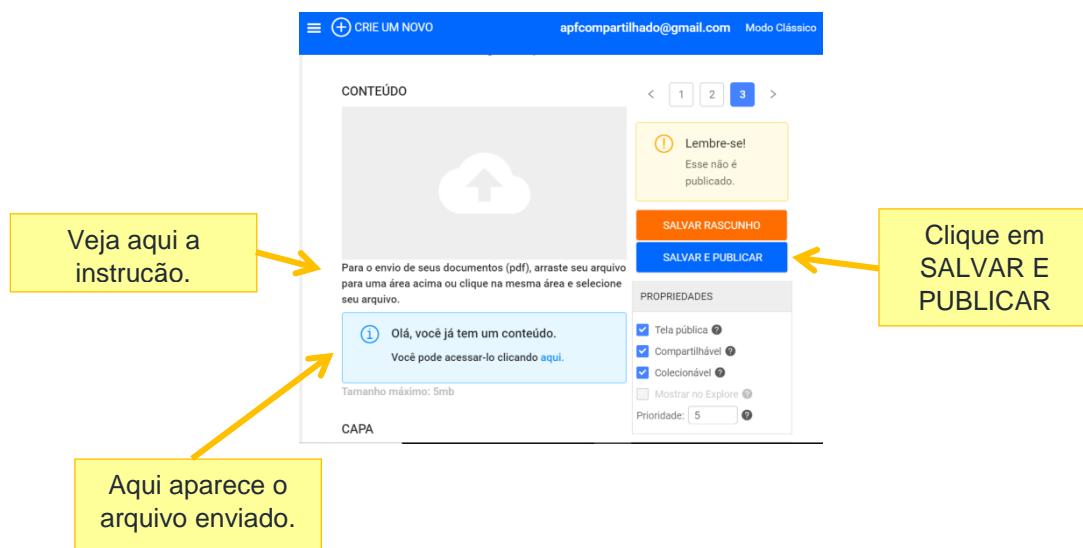 CRIE UM NOVO
apfcompartilhado@gmail.com Modo Clássico
CONTEÚDO
< 1 2 3 >
Lembre-se!
Esse não é
publicado.
SALVAR RASCUNHO
SALVAR E PUBLICAR
Veja aqui a
instrucão.
Clique em
SALVAR E
PUBLICAR
Para o envio de seus documentos (pdf), arraste seu arquivo
para uma área acima ou clique na mesma área e selecione
seu arquivo.
PROPRIEDADES
Olá, você já tem um conteúdo.
Você pode acessar-lo clicando aqui.
Tela pública
Compartilhável
Colecionável
Mostrar no Explore
Prioridade: 5
Tamanho máximo: 5mb
CAPA
Aqui aparece o
arquivo enviado.